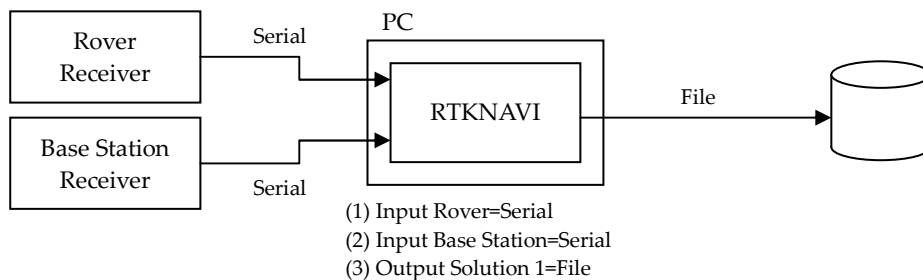 Rover
Receiver
Serial
PC
RTKNAVI
File
Base Station
Receiver
Serial
(1) Input Rover=Serial
(2) Input Base Station=Serial
(3) Output Solution 1=File